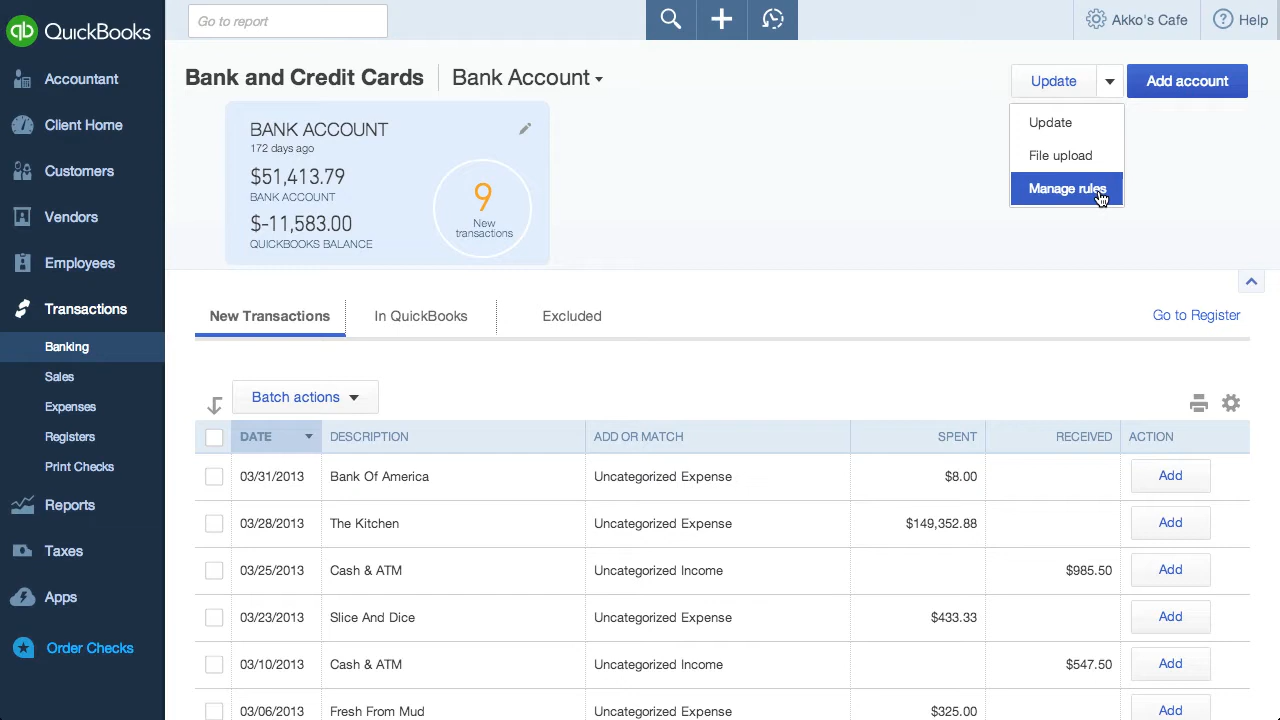 qb QuickBooks
Go to report
Akko's Cafe
? Help
Accountant
Client Home
Customers
Vendors
Employees
Transactions
Banking
Sales
Expenses
Registers
Print Checks
Reports
Taxes
Apps
Order Checks
Bank and Credit Cards
Bank Account
Update
Add account
Update
File upload
Manage rules
BANK ACCOUNT
172 days ago
$51,413.79
BANK ACCOUNT
$-11,583.00
QUICKBOOKS BALANCE
9
New
transactions
New Transactions
In QuickBooks
Excluded
Go to Register
Batch actions
DATE DESCRIPTION ADD OR MATCH SPENT RECEIVED ACTION
03/31/2013 Bank Of America Uncategorized Expense $8.00 Add
03/28/2013 The Kitchen Uncategorized Expense $149,352.88 Add
03/25/2013 Cash & ATM Uncategorized Income $985.50 Add
03/23/2013 Slice And Dice Uncategorized Expense $433.33 Add
03/10/2013 Cash & ATM Uncategorized Income $547.50 Add
03/06/2013 Fresh From Mud Uncategorized Expense $325.00 Add